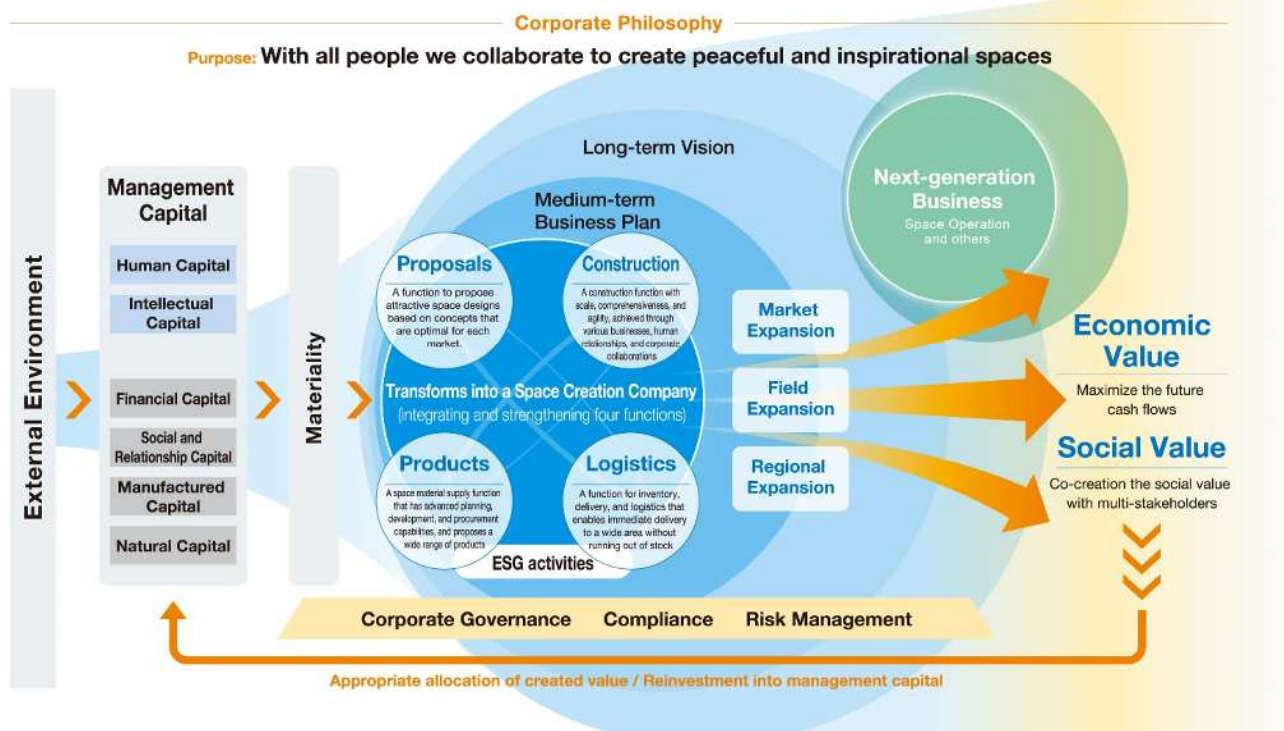 Corporate Philosophy
Purpose: With all people we collaborate to create peaceful and inspirational spaces
External Environment
Management
Capital
Human Capital
Intellectual
Capital
Financial Capital
Social and
Relationship Capital
Manufactured
Capital
Natural Capital
Materiality
Long-term Vision
Medium-term
Business Plan
Proposals
A function to propose
attractive space designs
based on concepts that
are optimal for each
market.
Construction
A construction function with
scale, comprehensiveness, and
agility, achieved through
various businesses, human
relationships, and corporate
collaborations
Transforms into a Space Creation Company
(integrating and strengthening four functions)
Products
A space material supply function
that has advanced planning,
development, and procurement
capabilities, and proposes a
wide range of products
Logistics
A function for inventory,
delivery, and logistics that
enables immediate delivery
to a wide area without
running out of stock
ESG activities
Market
Expansion
Field
Expansion
Regional
Expansion
Next-generation
Business
Space Operation
and others
Economic
Value
Maximize the future
cash flows
Social Value
Co-creation the social value
with multi-stakeholders
Corporate Governance Compliance Risk Management
Appropriate allocation of created value / Reinvestment into management capital